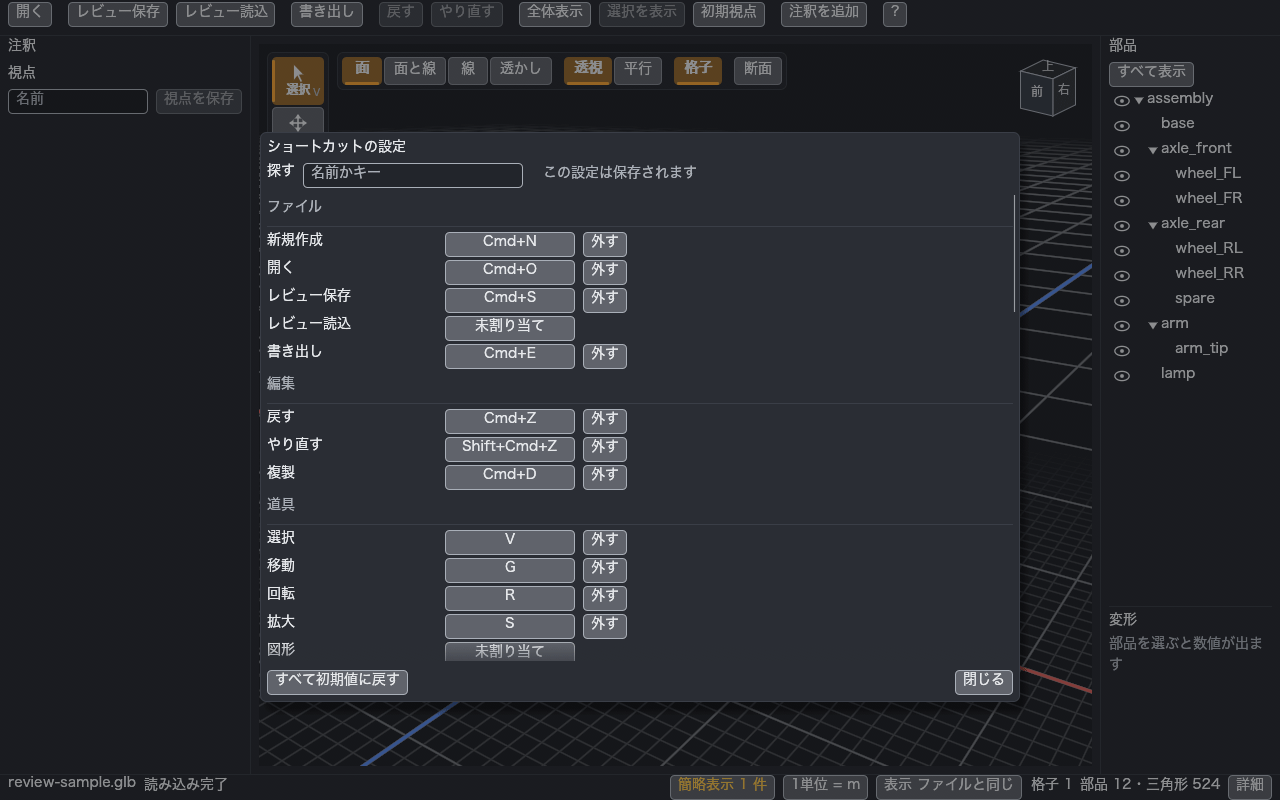 開く レビュー保存 レビュー読込 書き出し 戻す やり直す 全体表示 選択を表示 初期視点 注釈を追加 ?
注釈
視点
名前 視点を保存
選択 V
面 面と線 線 透かし 透視 平行 格子 断面
上
前 右
部品
すべて表示
assembly
base
axle_front
wheel_FL
wheel_FR
axle_rear
wheel_RL
wheel_RR
spare
arm
arm_tip
lamp
ショートカットの設定
探す 名前かキー この設定は保存されます
ファイル
新規作成 Cmd+N 外す
開く Cmd+O 外す
レビュー保存 Cmd+S 外す
レビュー読込 未割り当て
書き出し Cmd+E 外す
編集
戻す Cmd+Z 外す
やり直す Shift+Cmd+Z 外す
複製 Cmd+D 外す
道具
選択 V 外す
移動 G 外す
回転 R 外す
拡大 S 外す
図形 未割り当て
すべて初期値に戻す 閉じる
変形
部品を選ぶと数値が出ま
す
review-sample.glb 読み込み完了 簡略表示 1 件 1単位 = m 表示 ファイルと同じ 格子 1 部品 12・三角形 524 詳細